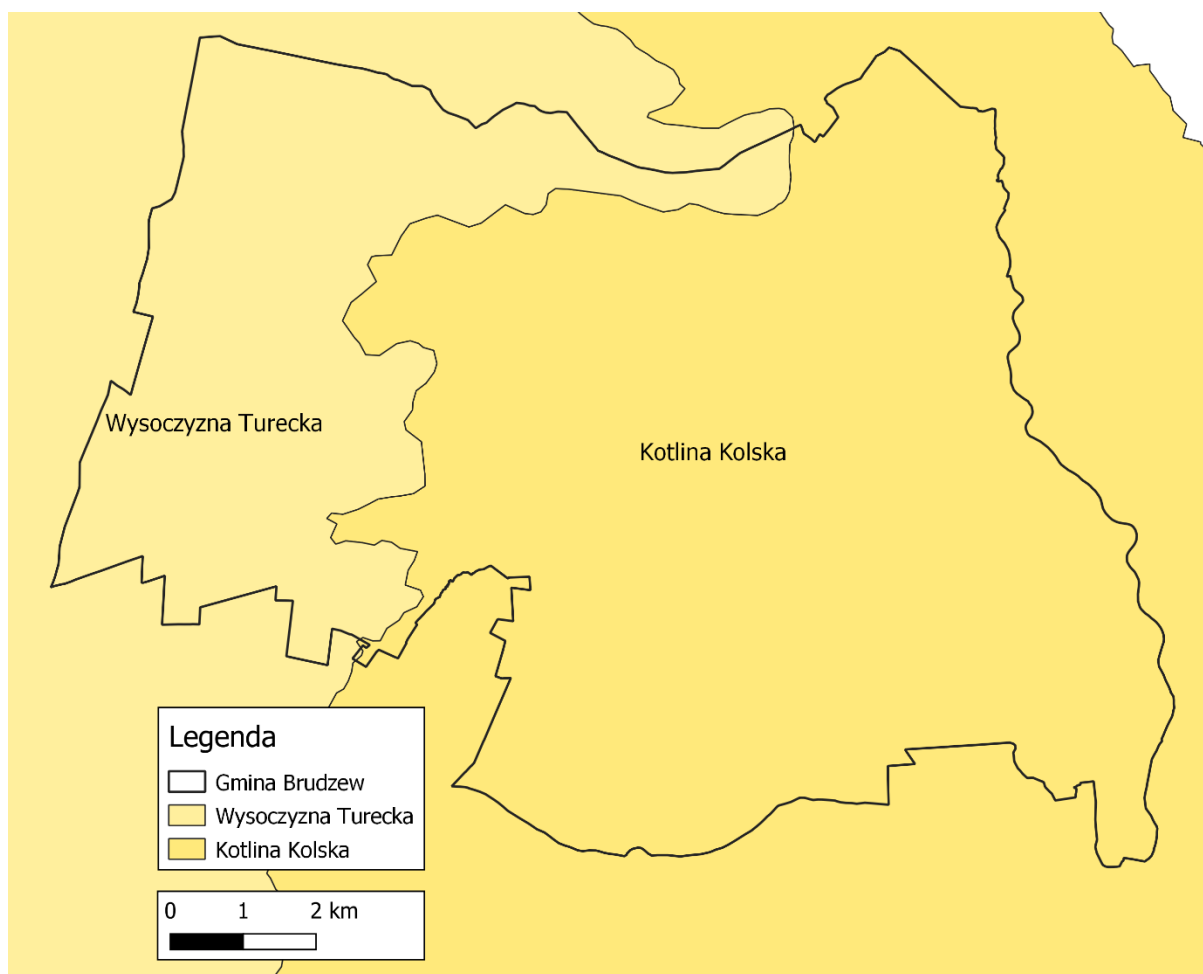 Wysoczyzna Turecka
Kotlina Kolska
Legenda
Gmina Brudzew
Wysoczyzna Turecka
Kotlina Kolska
0 1 2 km